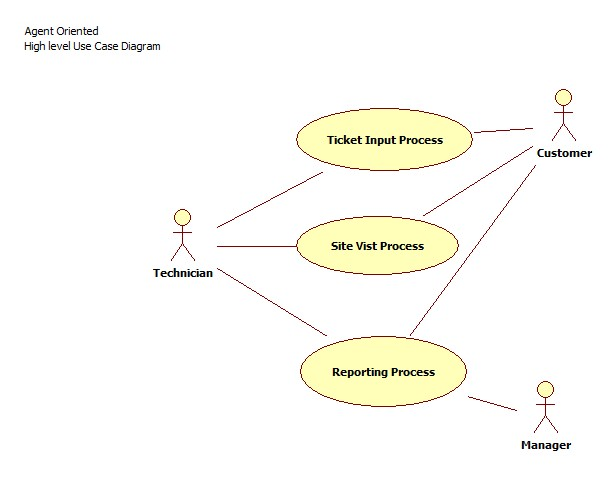 Agent Oriented
High level Use Case Diagram
Ticket Input Process
Customer
Site Vist Process
Technician
Reporting Process
Manager